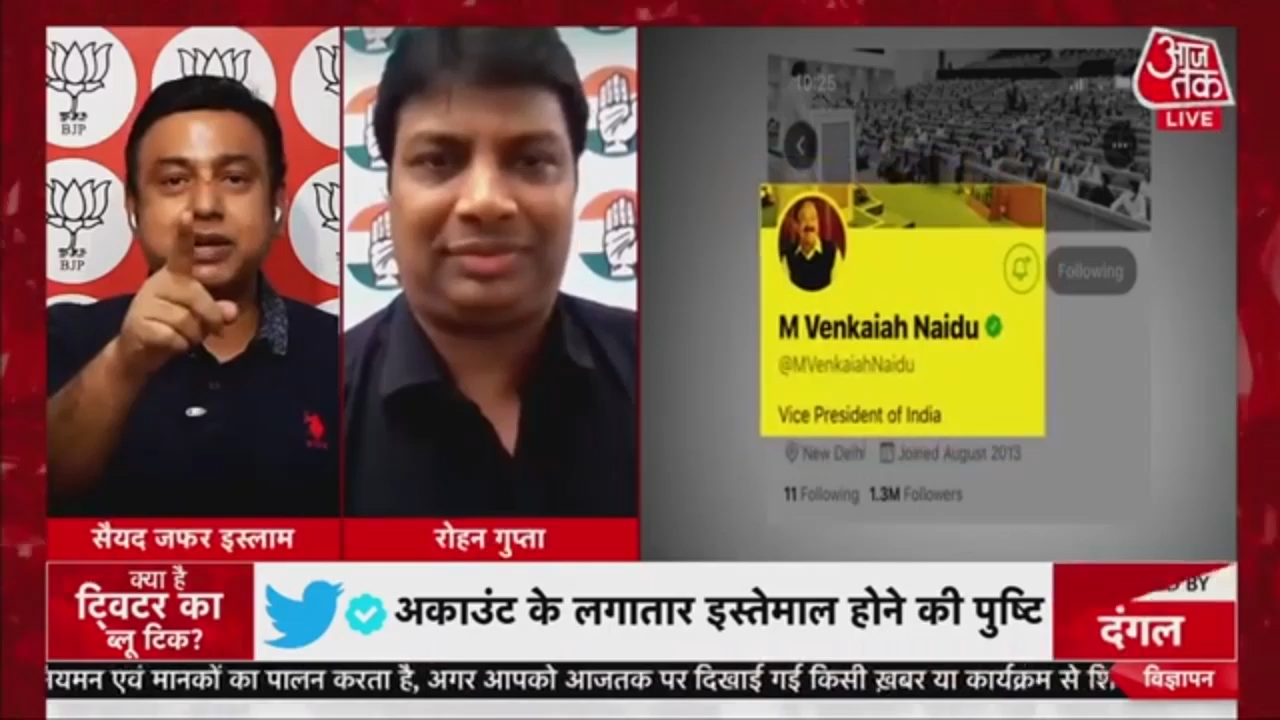 BJP
BJP
आज
तक
LIVE
10:25
Following
M Venkaiah Naidu
@MVenkaiahNaidu
Vice President of India
New Delhi Joined August 2013
11 Following 1.3M Followers
सैयद जफर इस्लाम
रोहन गुप्ता
क्या है
ट्विटर का
ब्लू टिक?
अकाउंट के लगातार इस्तेमाल होने की पुष्टि
BY
दंगल
एवं मानकों का पालन करता है, अगर आपको आजतक पर दिखाई गई किसी ख़बर या कार्यक्रम से
विज्ञापन